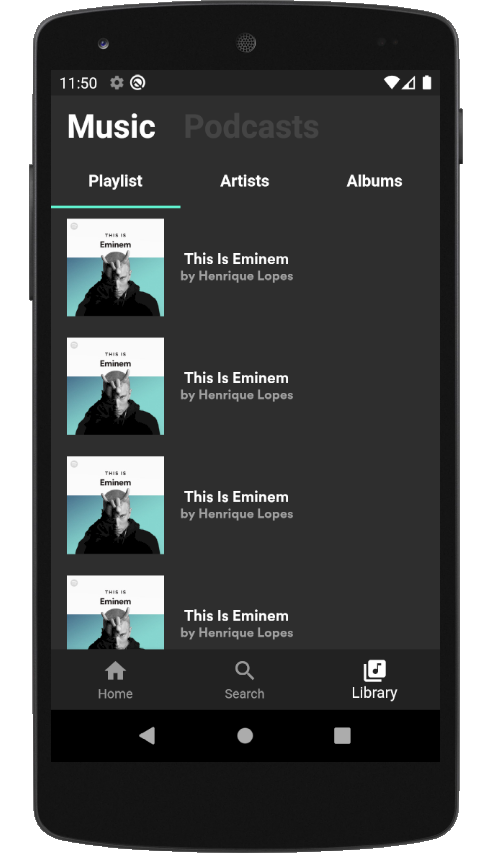 11:50
Music Podcasts
Playlist Artists Albums
THIS IS
Eminem
This Is Eminem
by Henrique Lopes
THIS IS
Eminem
This Is Eminem
by Henrique Lopes
THIS IS
Eminem
This Is Eminem
by Henrique Lopes
THIS IS
Eminem
This Is Eminem
by Henrique Lopes
Home Search Library